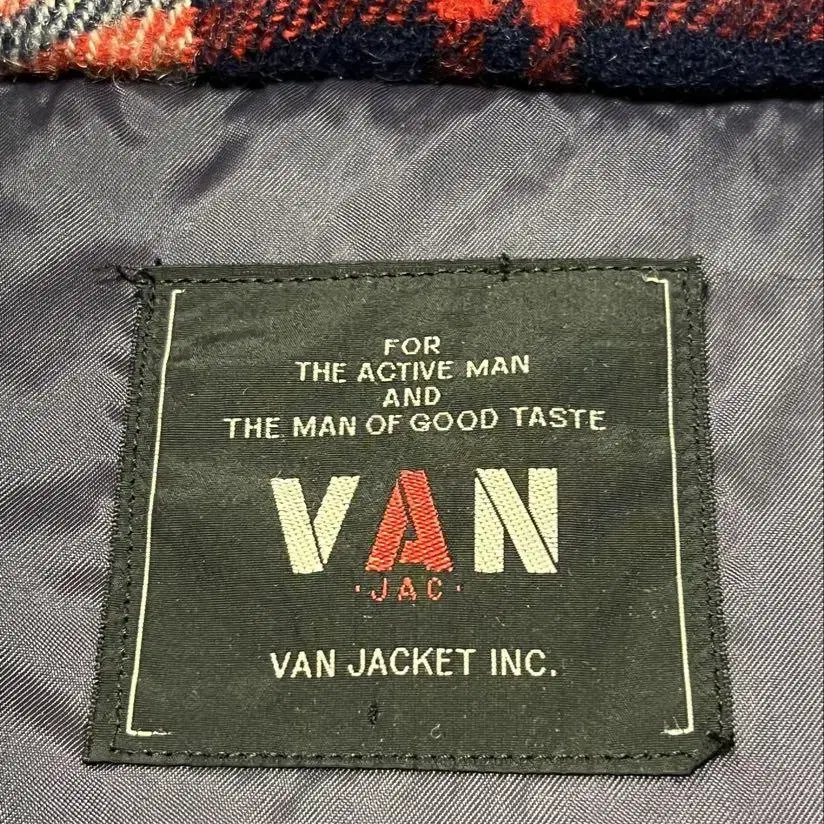 FOR
THE ACTIVE MAN
AND
THE MAN OF GOOD TASTE
VAN
·JAC·
VAN JACKET INC.